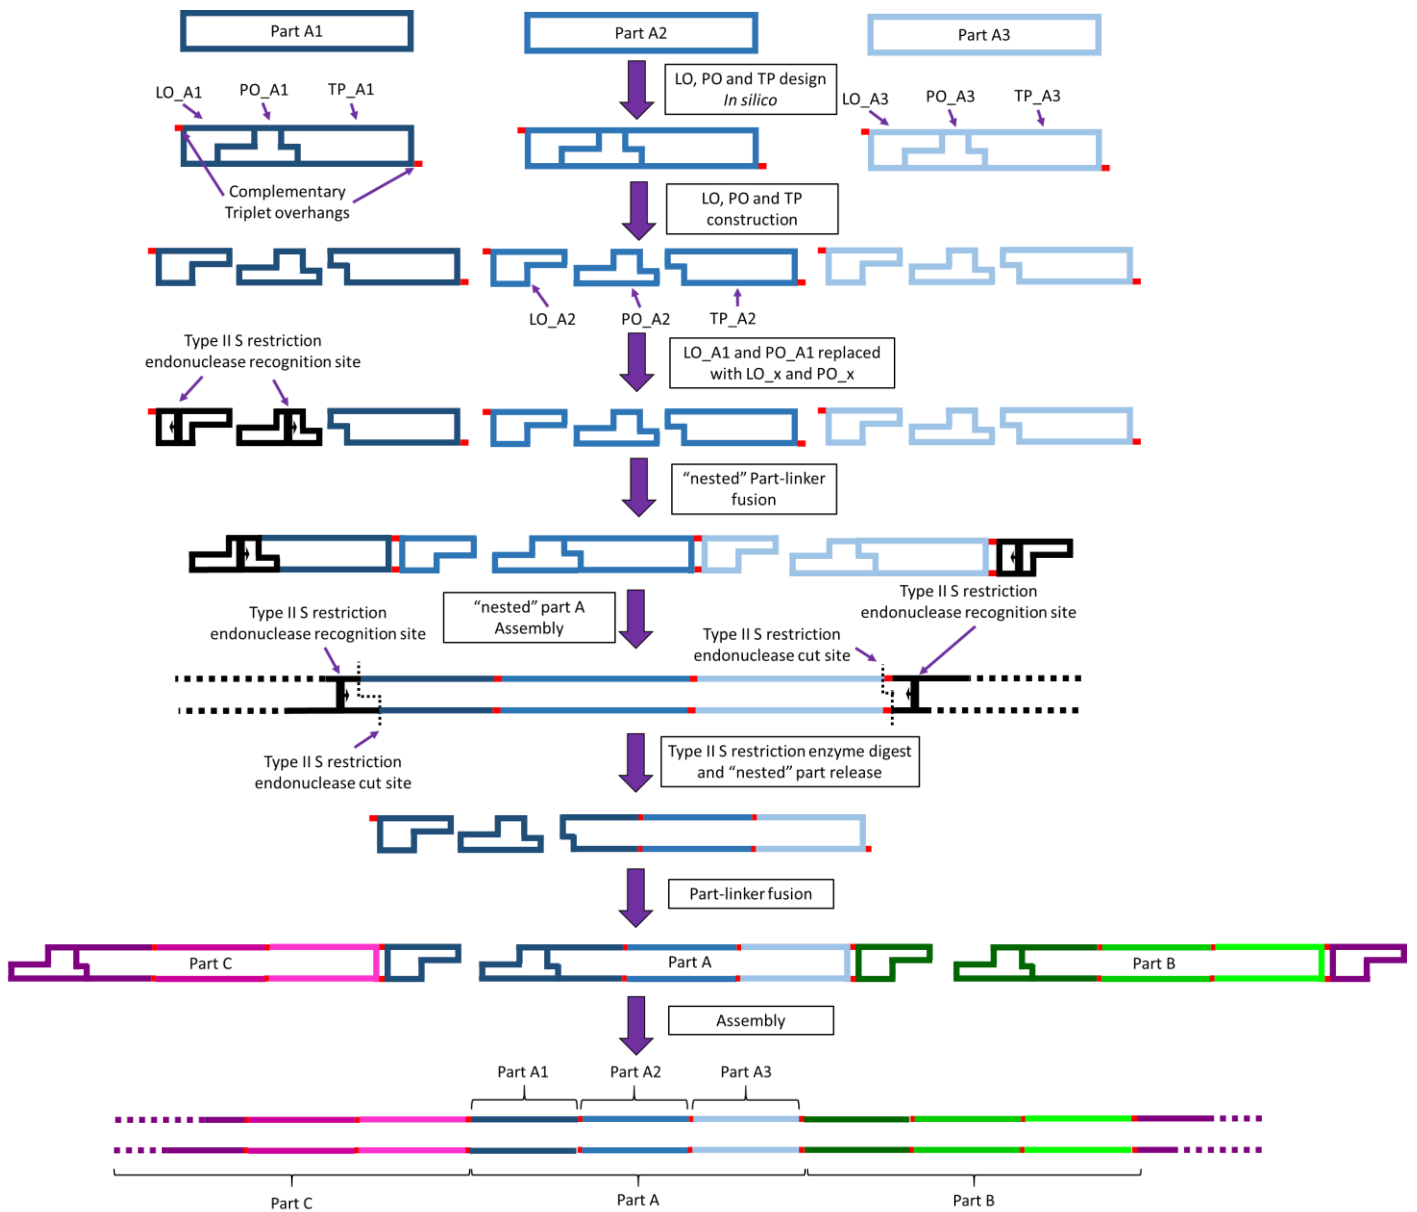 Part A1
Part A2
Part A3
LO, PO and TP design
In silico
LO_A1
PO_A1
TP_A1
LO_A3
PO_A3
TP_A3
Complementary
Triplet overhangs
LO, PO and TP
construction
LO_A2
PO_A2
TP_A2
Type II S restriction
endonuclease recognition site
LO_A1 and PO_A1 replaced
with LO_x and PO_x
“nested” Part-linker
fusion
Type II S restriction
endonuclease recognition site
“nested” part A
Assembly
Type II S restriction
endonuclease cut site
Type II S restriction
endonuclease recognition site
Type II S restriction
endonuclease cut site
Type II S restriction enzyme digest
and “nested” part release
Part-linker fusion
Part C
Part A
Part B
Assembly
Part A1
Part A2
Part A3
Part C
Part A
Part B